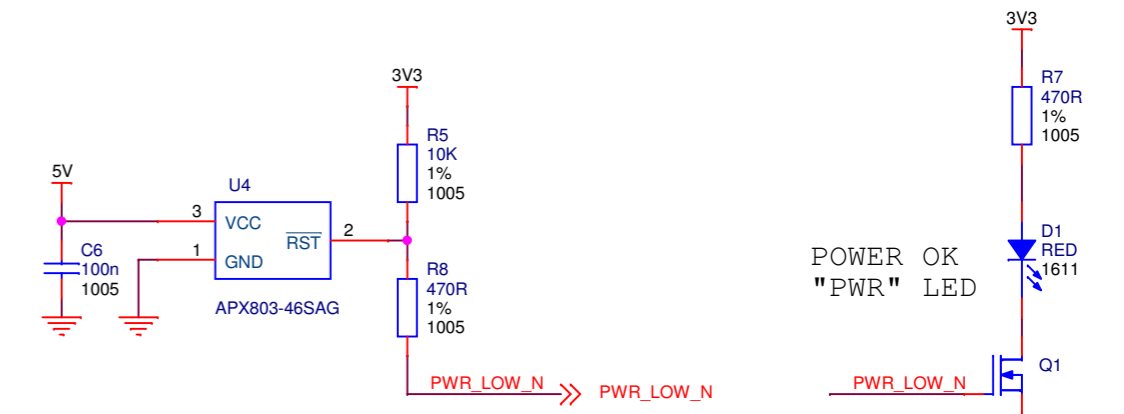 3V3
R5
10K
1%
1005
5V
C6
100n
1005
U4
3
VCC
1
GND
RST
2
APX803-46SAG
R8
470R
1%
1005
PWR_LOW_N
PWR_LOW_N
3V3
R7
470R
1%
1005
POWER OK
"PWR" LED
D1
RED
1611
Q1
PWR_LOW_N